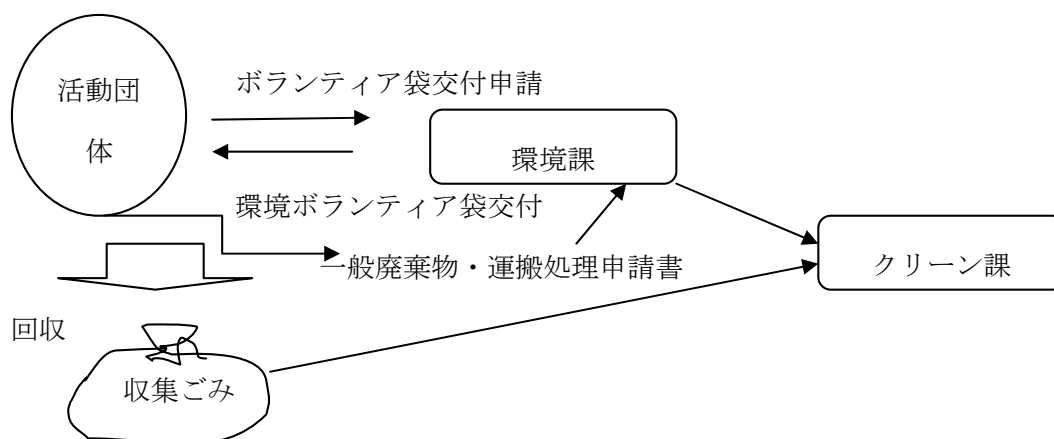 活動団
体
ボランティア袋交付申請
環境課
環境ボランティア袋交付
一般廃棄物・運搬処理申請書
クリーン課
回収
収集ごみ